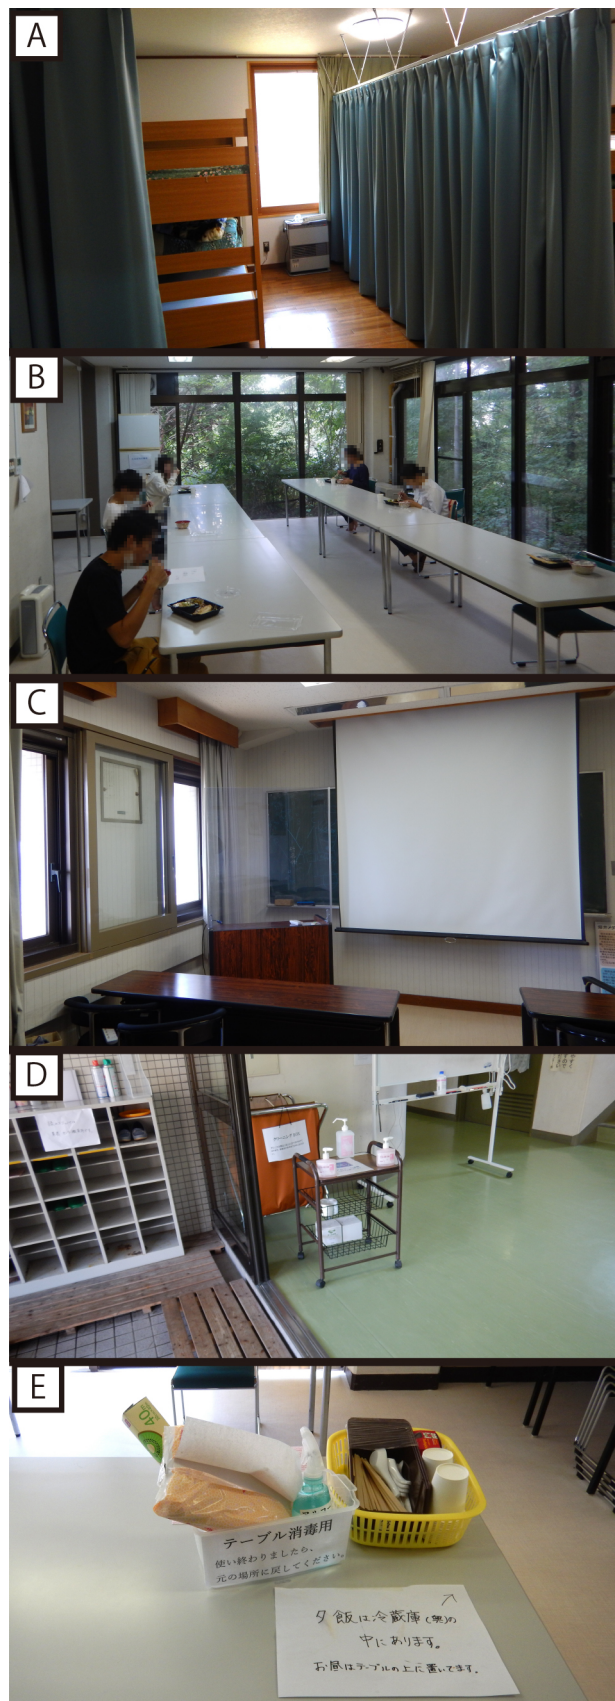 A
B
C
D
E
40
テーブル消毒用
使い終わりましたら、
元の場所に戻してください。
夕飯は冷蔵庫(奥)の
中にあります。
お昼はテーブルの上に置いてます。